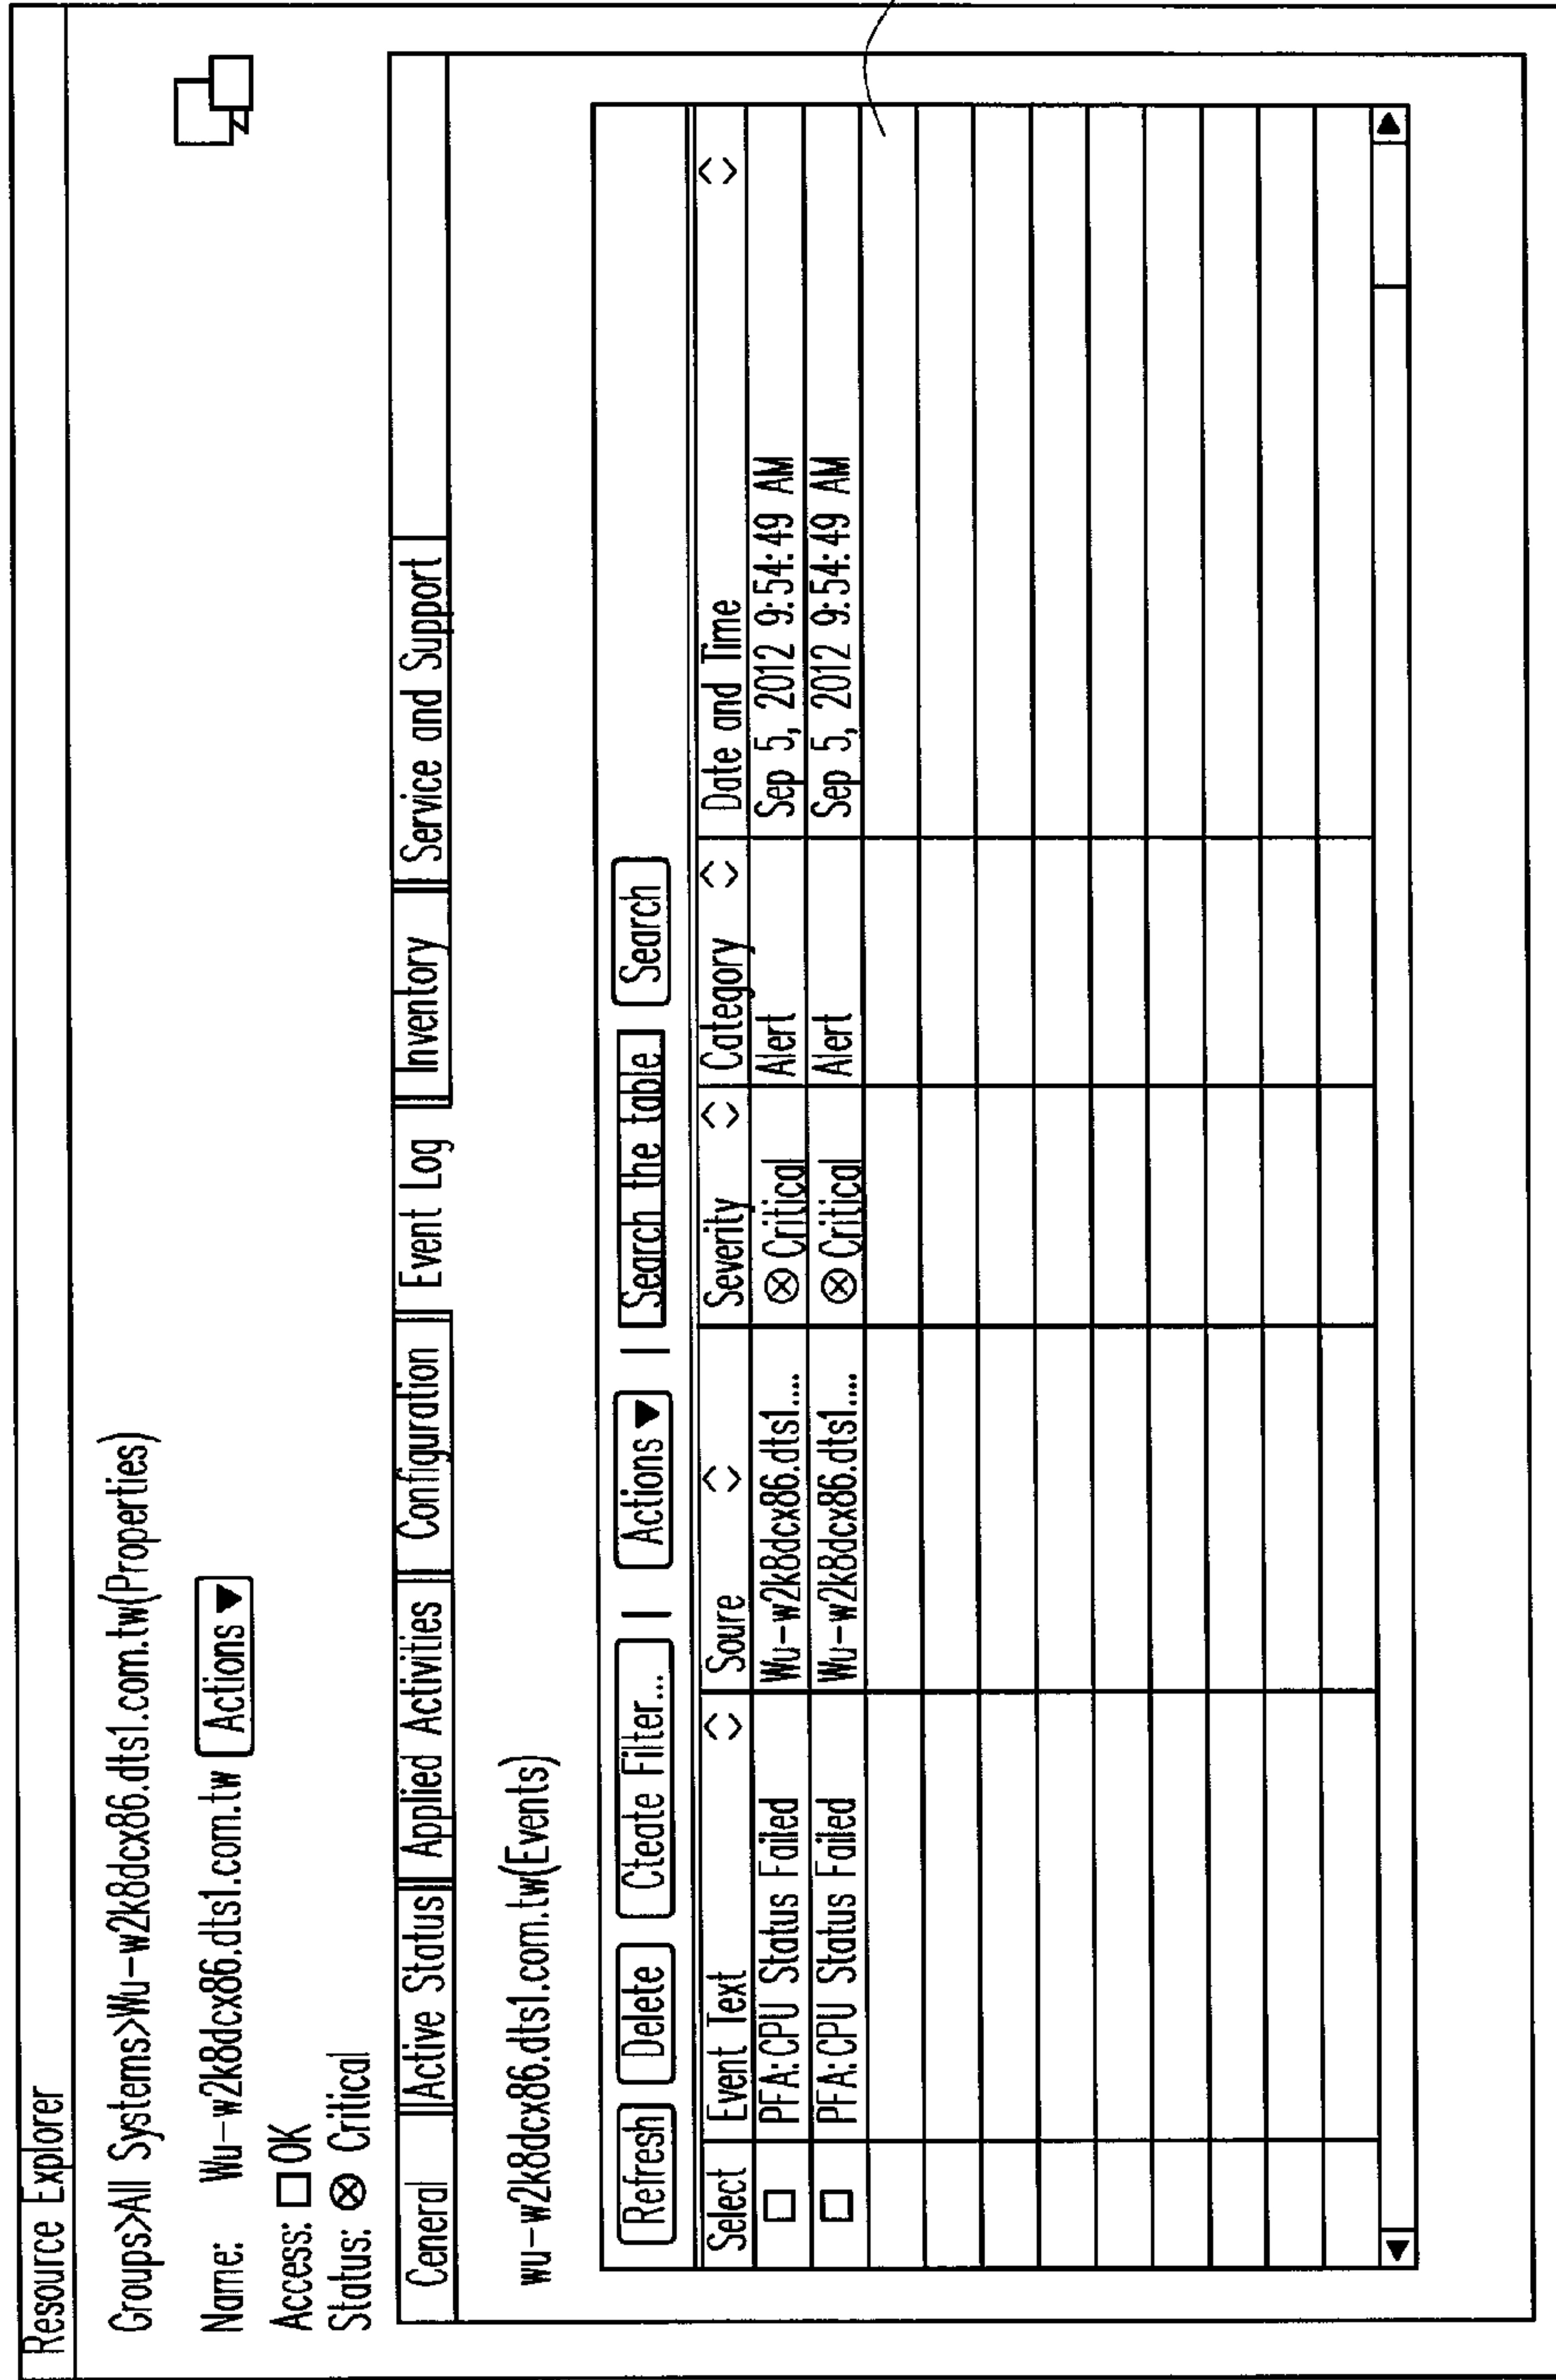 Resource Explorer
Groups>All Systems>Wu-w2k8dcx86.dts1.com.tw(Properties)
Name: Wu-w2k8dcx86.dts1.com.tw Actions▼
Access: □ OK
Status: ⊗ Critical
Ceneral Active Status Applied Activities Configuration Event Log Inventory Service and Support
wu-w2k8dcx86.dts1.com.tw(Events)
Refresh Delete Cteate Filter... | Actions▼ | Search the table Search
Select Event Text <> Soure <> Severity <> Category <> Date and Time <>
□ PFA:CPU Status Failed Wu-w2k8dcx86.dts1.... ⊗ Critical Alert Sep 5, 2012 9:54:49 AM
□ PFA:CPU Status Failed Wu-w2k8dcx86.dts1.... ⊗ Critical Alert Sep 5, 2012 9:54:49 AM